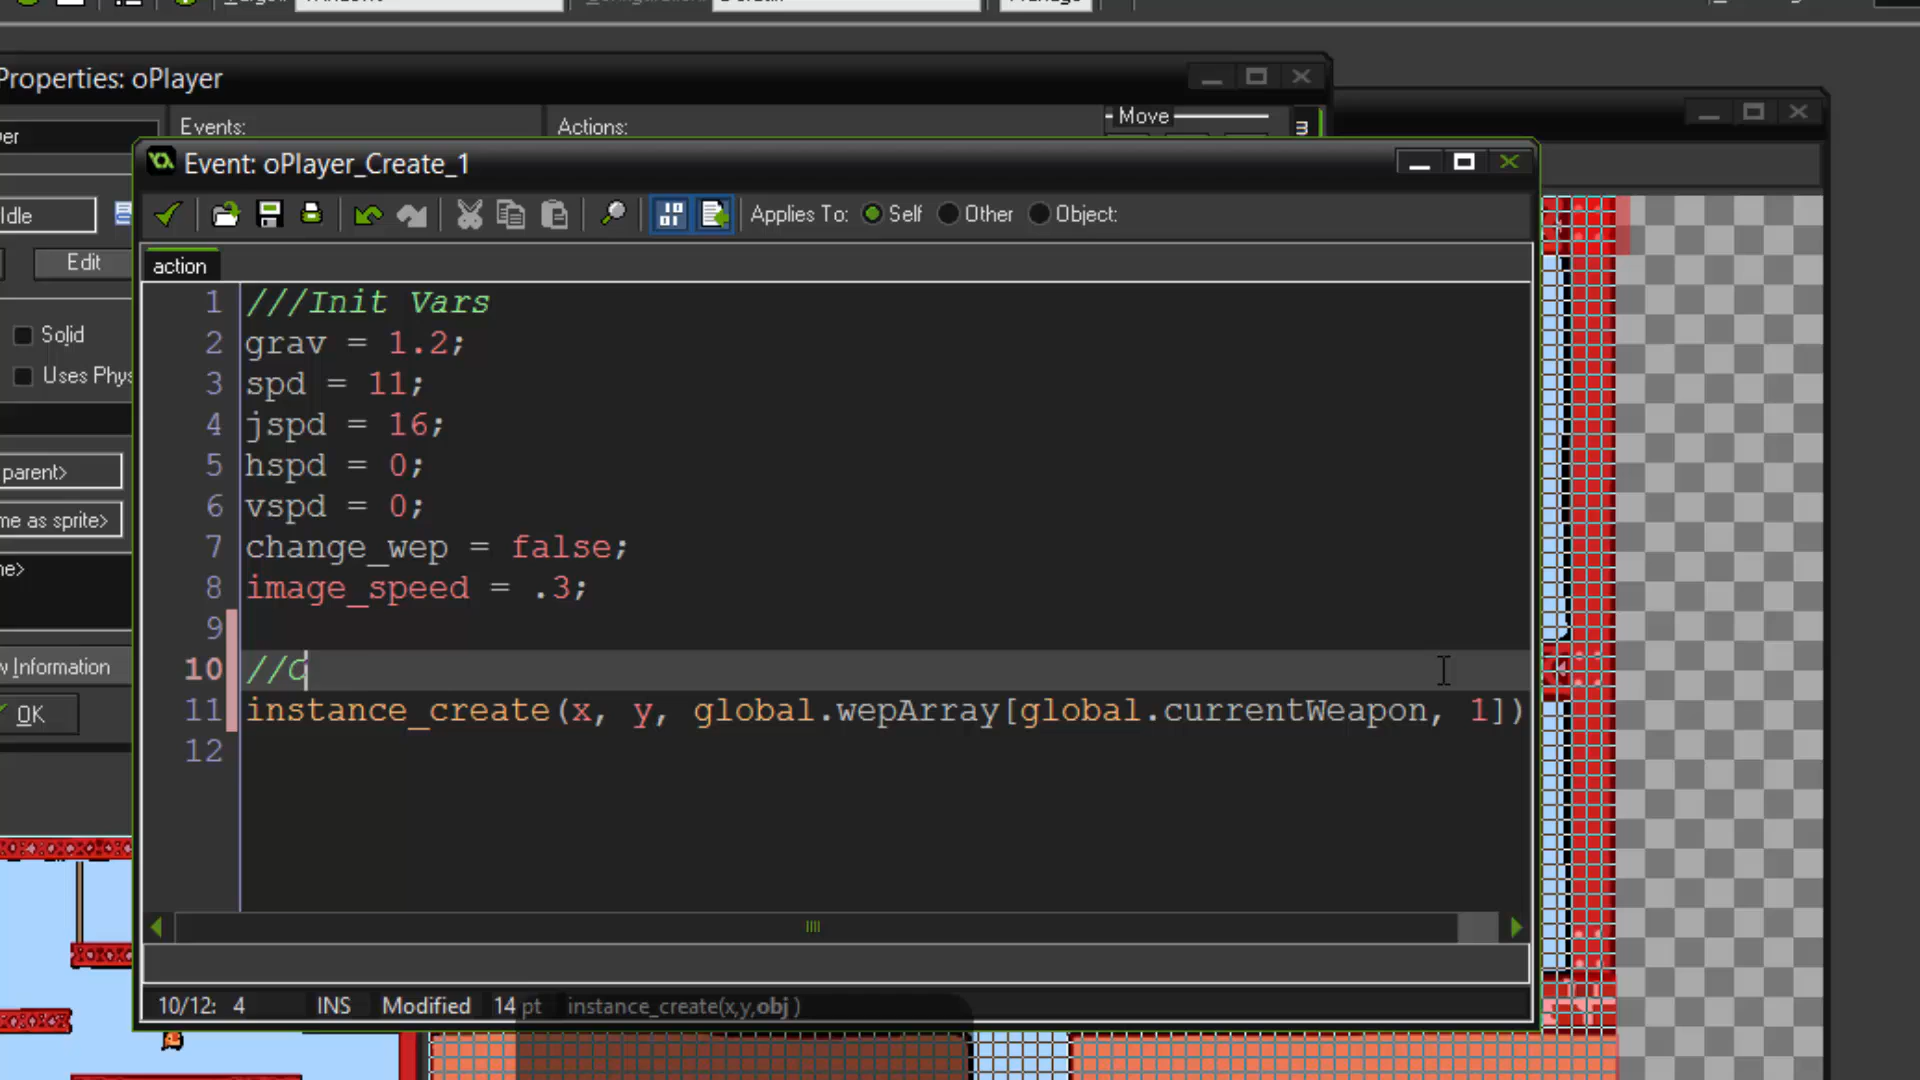 Properties: oPlayer
Events:
Actions:
Move
Event: oPlayer_Create_1
Idle
Applies To: Self Other Object:
Edit
action
Solid
Uses Phys
parent>
me as sprite>
Information
OK
1 ///Init Vars
2 grav = 1.2;
3 spd = 11;
4 jspd = 16;
5 hspd = 0;
6 vspd = 0;
7 change_wep = false;
8 image_speed = .3;
9
10 //C
11 instance_create(x, y, global.wepArray[global.currentWeapon, 1])
12
10/12: 4 INS Modified 14 pt instance_create(x,y,obj )